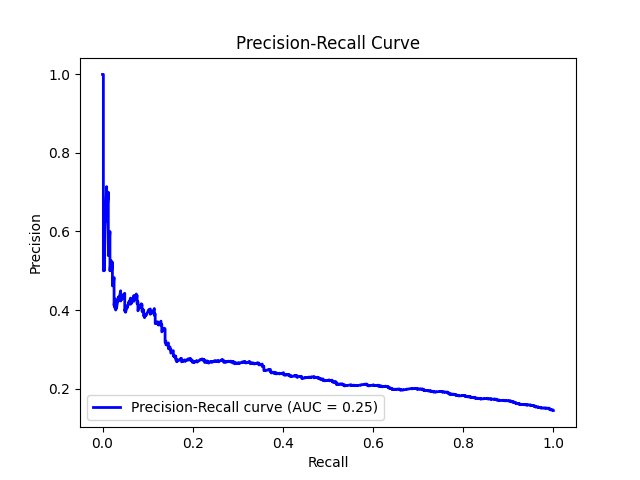 Precision-Recall Curve
1.0
0.8
0.6
0.4
0.2
Precision
Precision-Recall curve (AUC = 0.25)
0.0 0.2 0.4 0.6 0.8 1.0
Recall